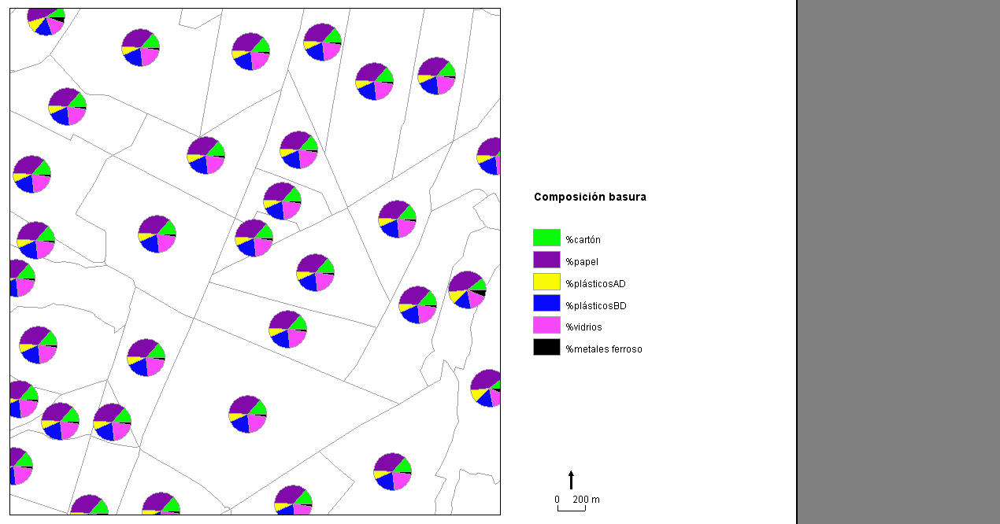 Composición basura
%cartón
%papel
%plásticosAD
%plásticosBD
%vidrios
%metales ferroso
0 200 m